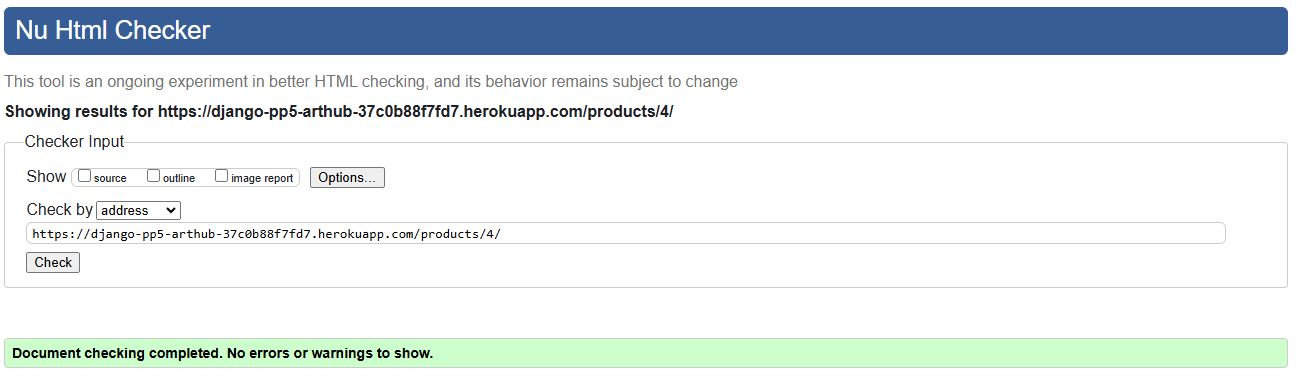 Nu Html Checker
This tool is an ongoing experiment in better HTML checking, and its behavior remains subject to change
Showing results for https://django-pp5-arthub-37c0b88f7fd7.herokuapp.com/products/4/
Checker Input
Show source outline image report Options...
Check by address
https://django-pp5-arthub-37c0b88f7fd7.herokuapp.com/products/4/
Check
Document checking completed. No errors or warnings to show.